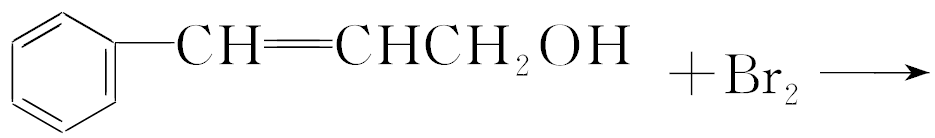 CH=CHCH₂OH +Br₂ ⟶